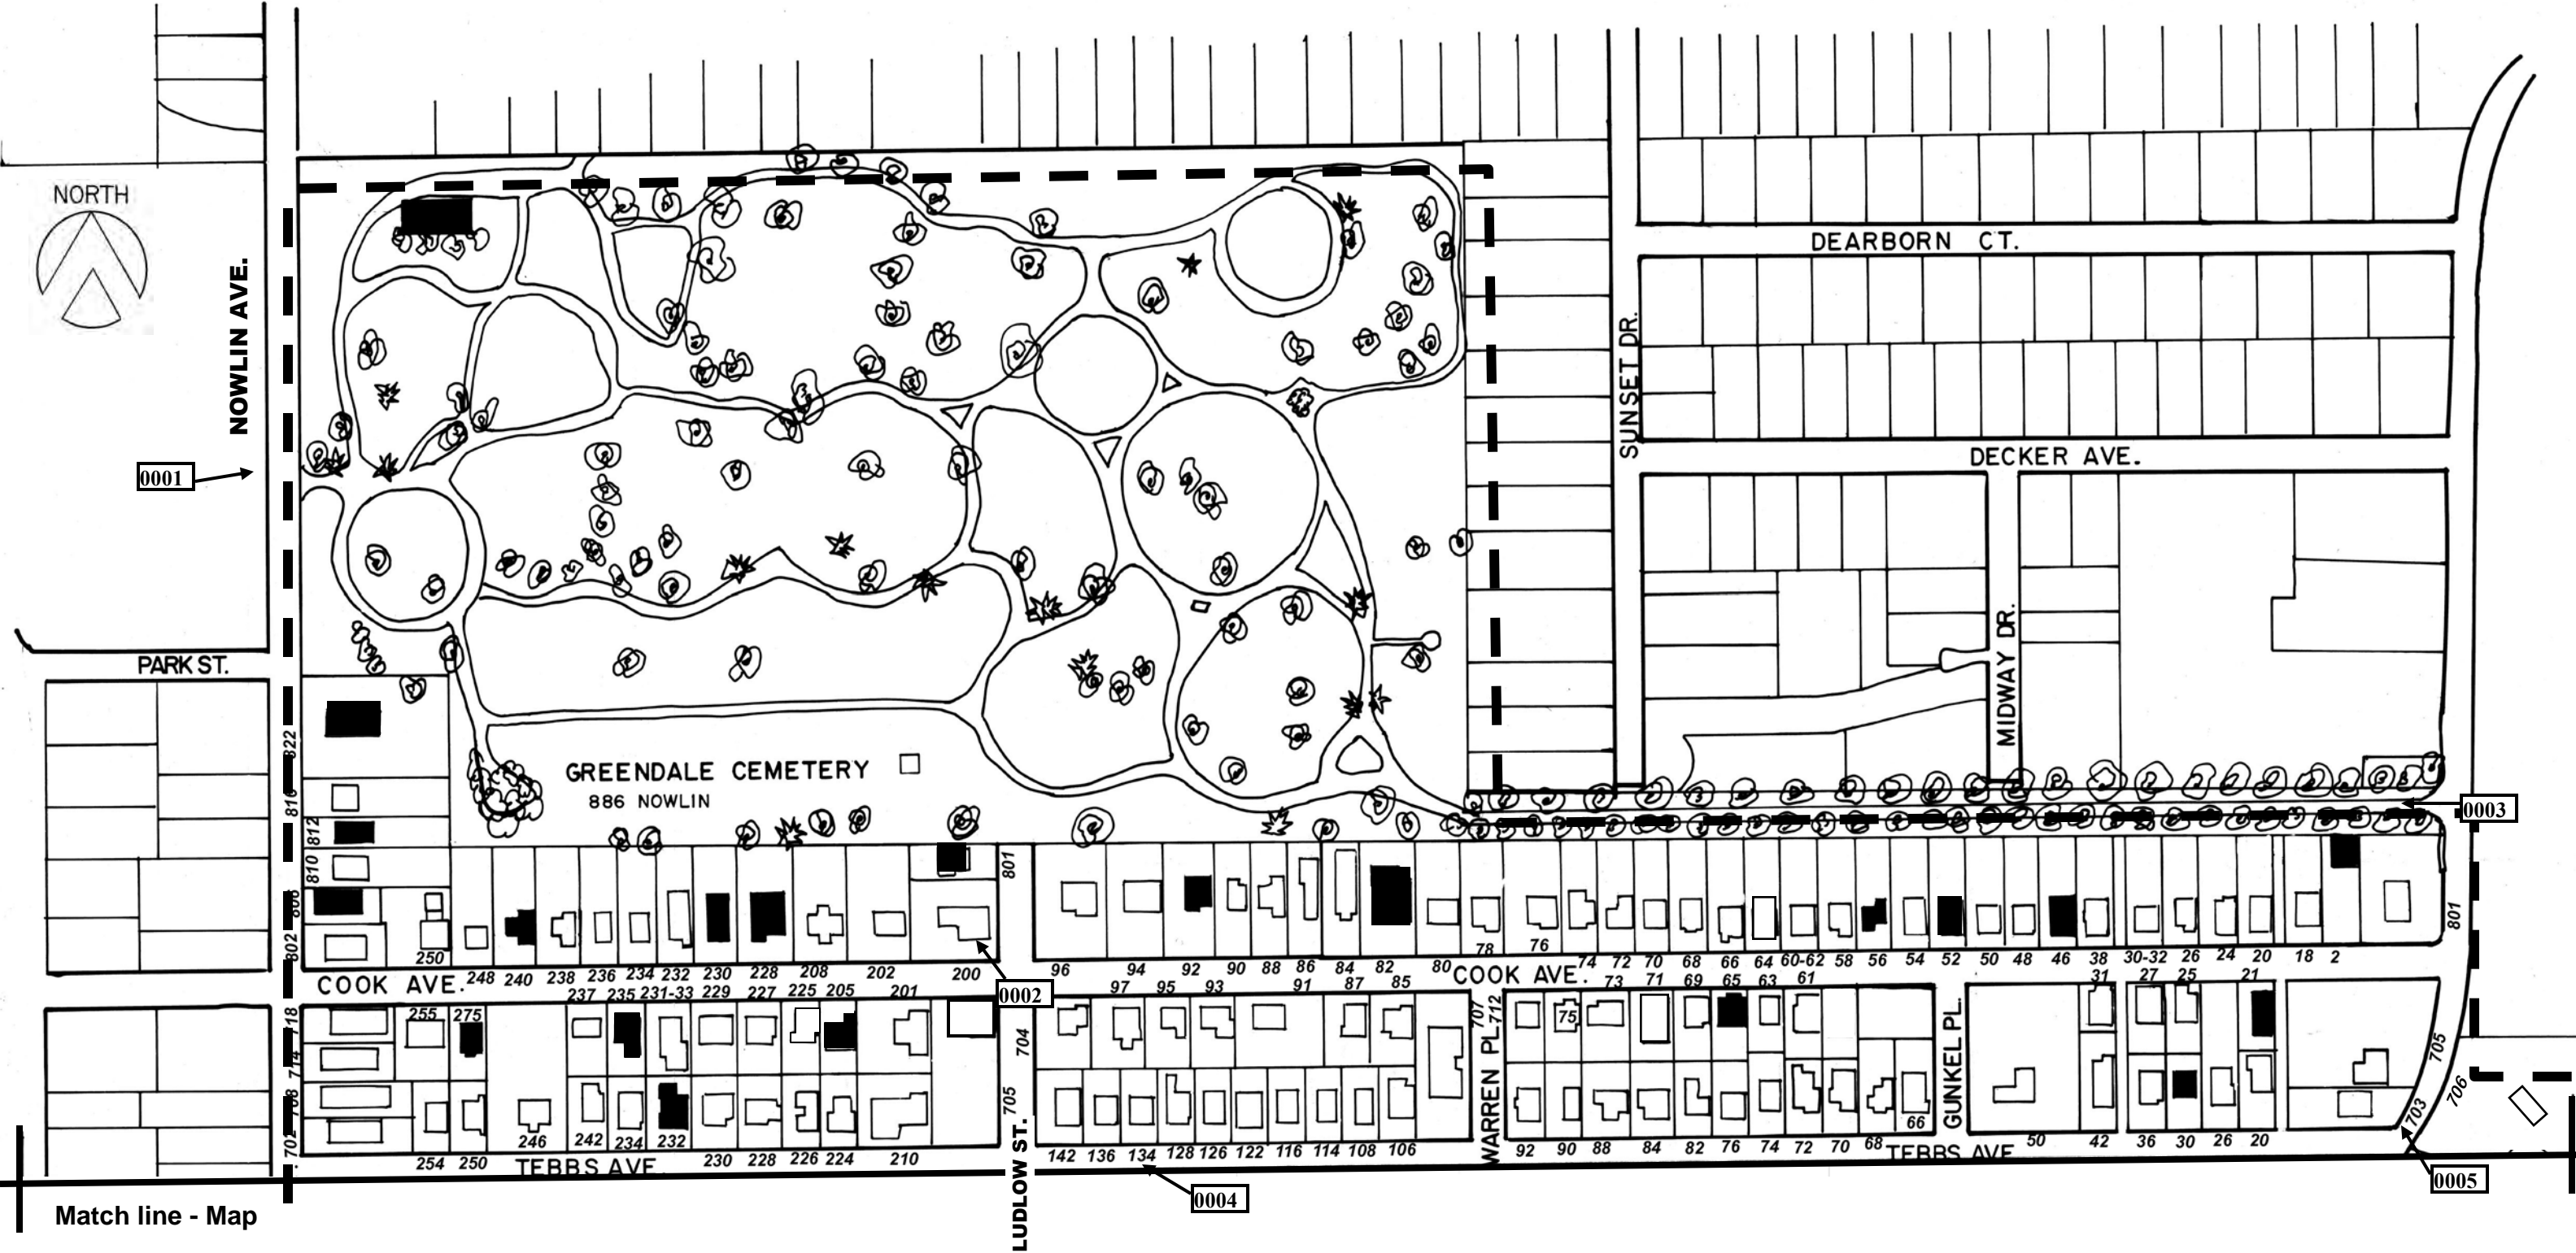 NORTH
NOWLIN AVE.
0001
PARK ST.
DEARBORN CT.
SUNSET DR.
DECKER AVE.
MIDWAY DR.
GREENDALE CEMETERY
886 NOWLIN
0003
822
816
812
810
806
802
801
801
250
248 240 238 236 234 232 230 228 208 202 200
96 94 92 90 88 86 84 82 80 78 76 74 72 70 68 66 64 60-62 58 56 54 52 50 48 46 38 30-32 26 24 20 18 2
COOK AVE.
COOK AVE.
0002
237 235 231-33 229 227 225 205 201
97 95 93 91 87 85
73 71 69 65 63 61
31 27 25 21
255 275
75
718
714
708
702
704
705
707
712
705
703
706
WARREN PL.
GUNKEL PL.
LUDLOW ST.
254 250 246 242 234 232 230 228 226 224 210
142 136 134 128 126 122 116 114 108 106
92 90 88 84 82 76 74 72 70 68 66
50 42 36 30 26 20
TEBBS AVE.
TEBBS AVE
0004
0005
Match line - Map